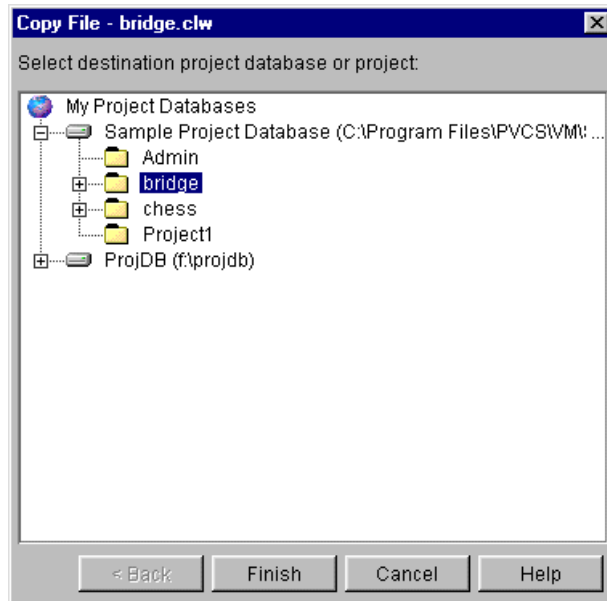 Copy File - bridge.clw
Select destination project database or project:
My Project Databases
Sample Project Database (C:\Program Files\PVCS\VM\: ...
Admin
bridge
chess
Project1
ProjDB (f:\projdb)
< Back Finish Cancel Help